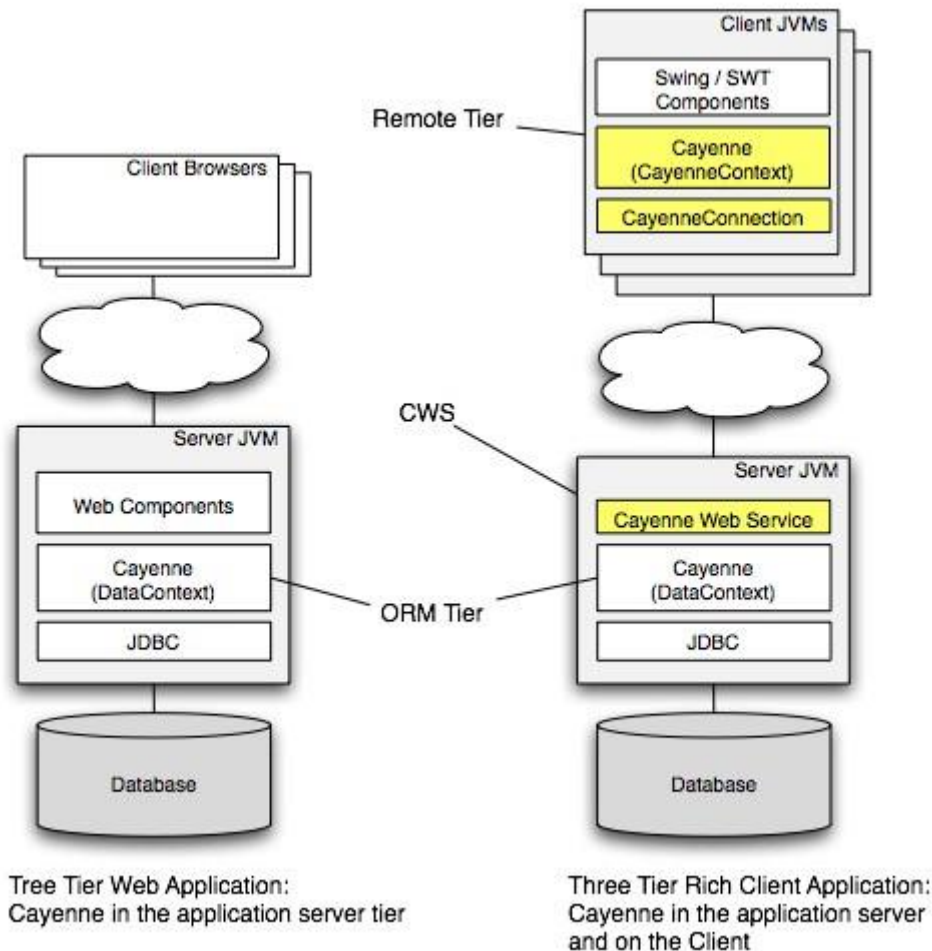 Client JVMs
Swing / SWT
Components
Remote Tier
Cayenne
(CayenneContext)
CayenneConnection
Client Browsers
CWS
Server JVM
Web Components
Cayenne
(DataContext)
JDBC
ORM Tier
Server JVM
Cayenne Web Service
Cayenne
(DataContext)
JDBC
Database
Database
Tree Tier Web Application:
Cayenne in the application server tier
Three Tier Rich Client Application:
Cayenne in the application server
and on the Client